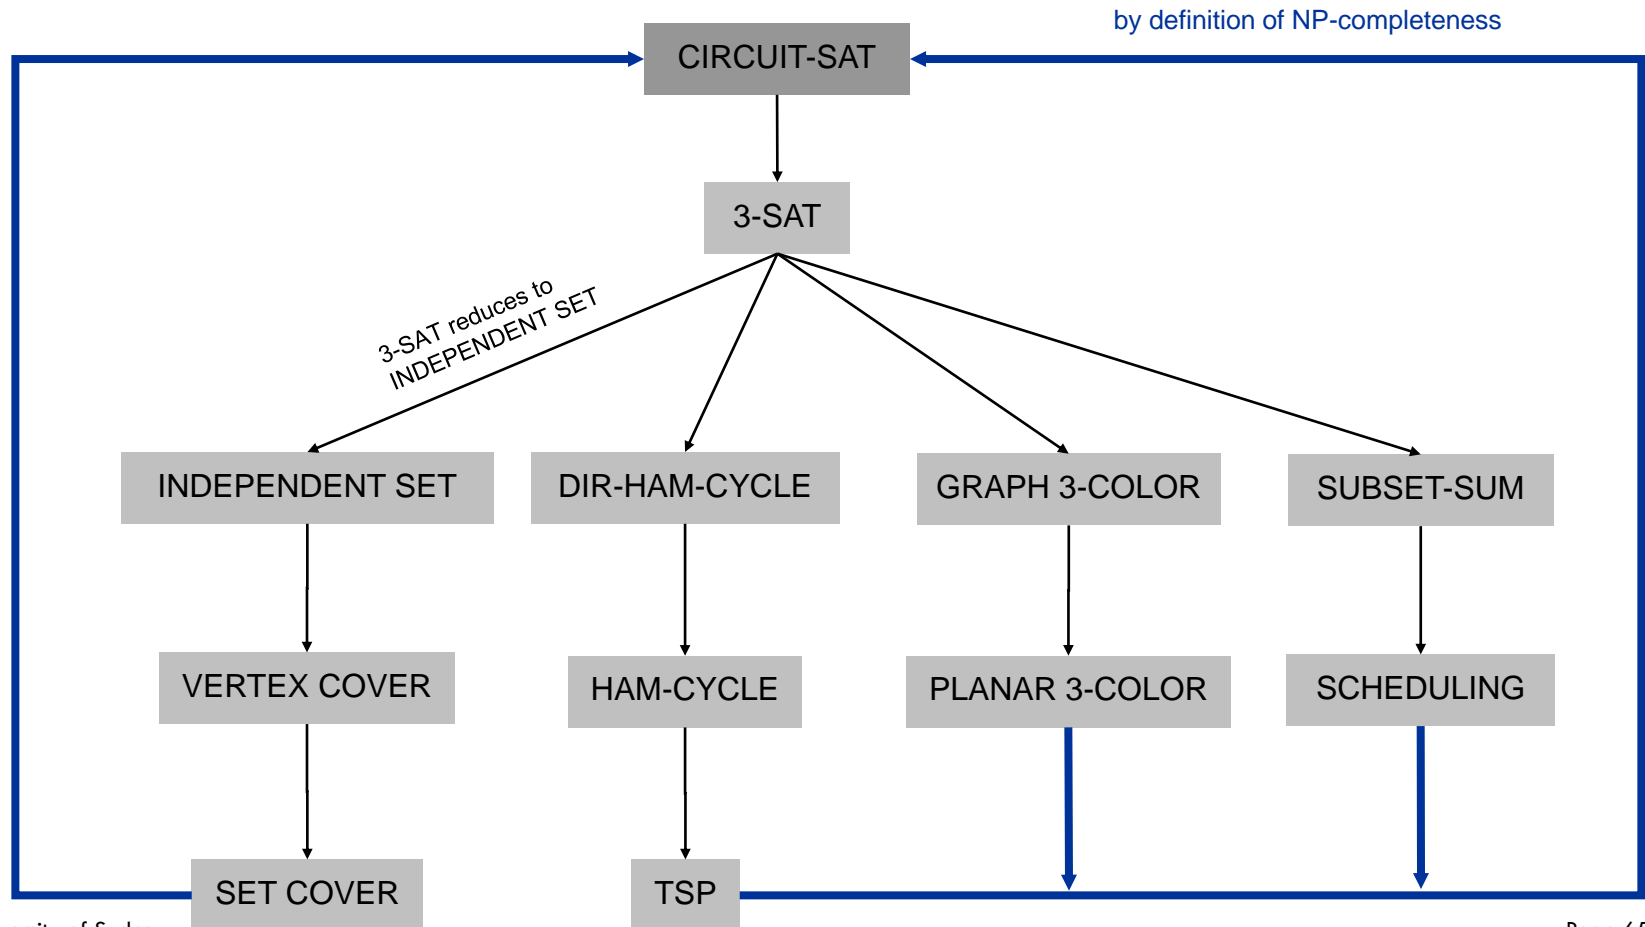 by definition of NP-completeness
CIRCUIT-SAT
3-SAT
3-SAT reduces to
INDEPENDENT SET
INDEPENDENT SET
DIR-HAM-CYCLE
GRAPH 3-COLOR
SUBSET-SUM
VERTEX COVER
HAM-CYCLE
PLANAR 3-COLOR
SCHEDULING
SET COVER
TSP